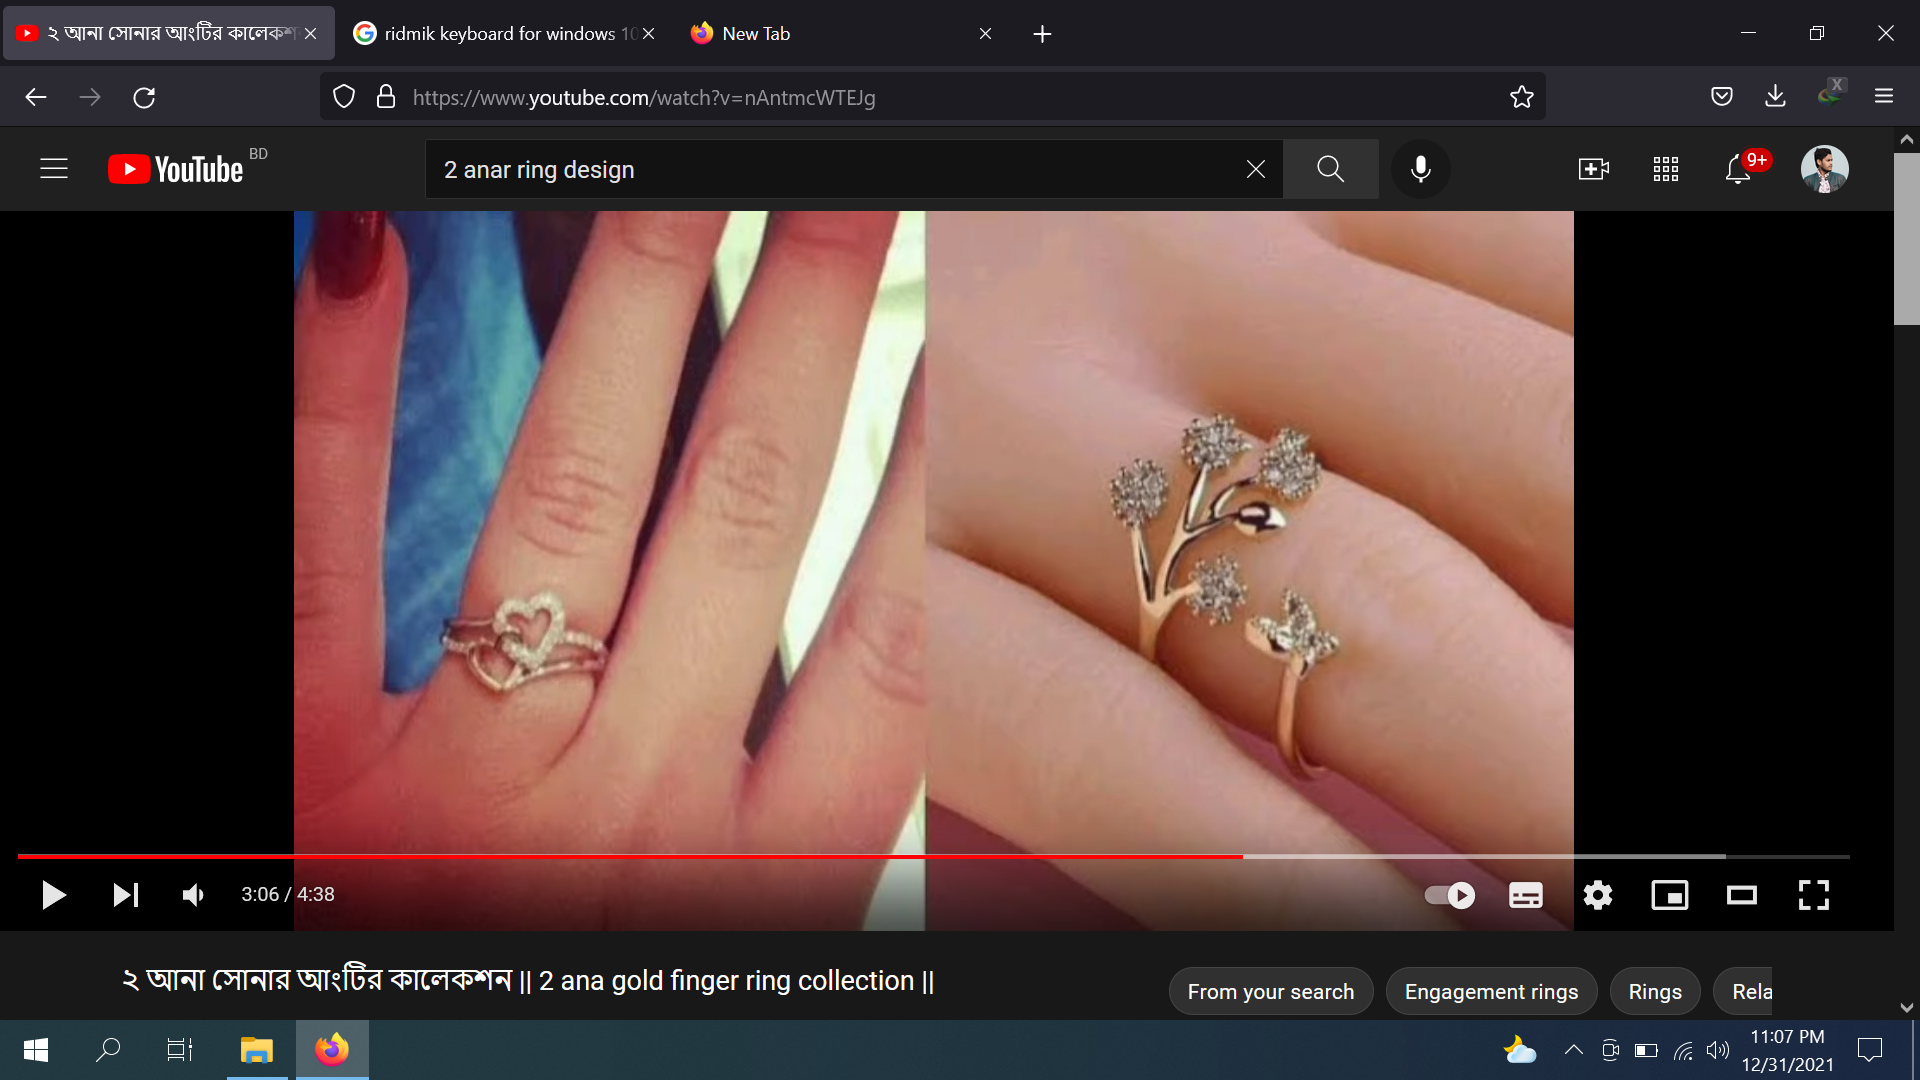 ২ আনা সোনার আংটির কালেকশ
ridmik keyboard for windows 10
New Tab
https://www.youtube.com/watch?v=nAntmcWTEJg
YouTube BD
2 anar ring design
9+
3:06 / 4:38
২ আনা সোনার আংটির কালেকশন || 2 ana gold finger ring collection ||
From your search
Engagement rings
Rings
Rela
11:07 PM
12/31/2021